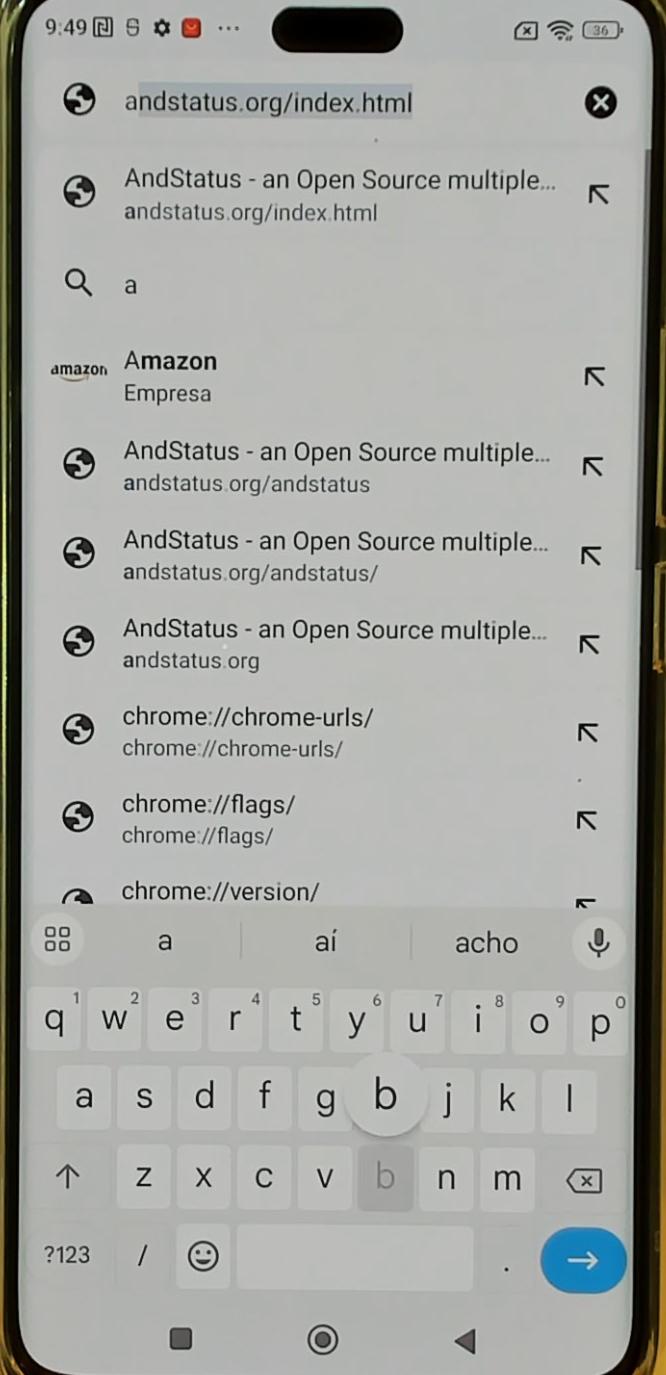 9:49
36
andstatus.org/index.html
AndStatus - an Open Source multiple...
andstatus.org/index.html
a
amazon
Amazon
Empresa
AndStatus - an Open Source multiple...
andstatus.org/andstatus
AndStatus - an Open Source multiple...
andstatus.org/andstatus/
AndStatus - an Open Source multiple...
andstatus.org
chrome://chrome-urls/
chrome://chrome-urls/
chrome://flags/
chrome://flags/
chrome://version/
a aí acho
q 1 w 2 e 3 r 4 t 5 y 6 u 7 i 8 o 9 p 0
a s d f g b j k l
z x c v b n m
?123 / .